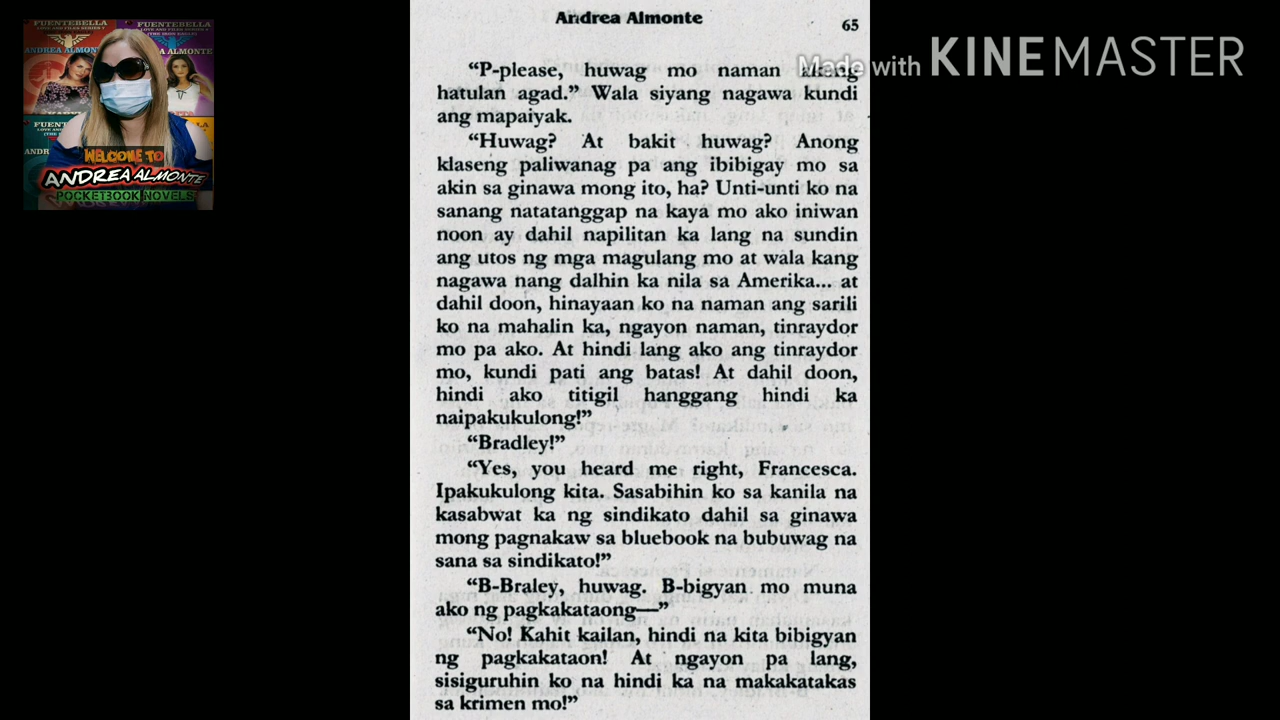 Andrea Almonte
65
Made with KINEMASTER
"P-please, huwag mo naman akong
hatulan agad." Wala siyang nagawa kundi
ang mapaiyak.
"Huwag? At bakit huwag? Anong
klaseng paliwanag pa ang ibibigay mo sa
akin sa ginawa mong ito, ha? Unti-unti ko na
sanang natatanggap na kaya mo ako iniwan
noon ay dahil napilitan ka lang na sundin
ang utos ng mga magulang mo at wala kang
nagawa nang dalhin ka nila sa Amerika... at
dahil doon, hinayaan ko na naman ang sarili
ko na mahalin ka, ngayon naman, tinraydor
mo pa ako. At hindi lang ako ang tinraydor
mo, kundi pati ang batas! At dahil doon,
hindi ako titigil hanggang hindi ka
naipakukulong!"
"Bradley!"
"Yes, you heard me right, Francesca.
Ipakukulong kita. Sasabihin ko sa kanila na
kasabwat ka ng sindikato dahil sa ginawa
mong pagnakaw sa bluebook na bubuwag na
sana sa sindikato!"
"B-Braley, huwag. B-bigyan mo muna
ako ng pagkakataong—"
"No! Kahit kailan, hindi na kita bibigyan
ng pagkakataon! At ngayon pa lang,
sisiguruhin ko na hindi ka na makakatakas
sa krimen mo!"
FUENTEBELLA
FUENTEBELLA
ANDREA ALMONTE
ALMONTE
FUENTEB
BELLA
ANDR
WELCOME TO
ANDREA ALMONTE
POCKETBOOK NOVELS